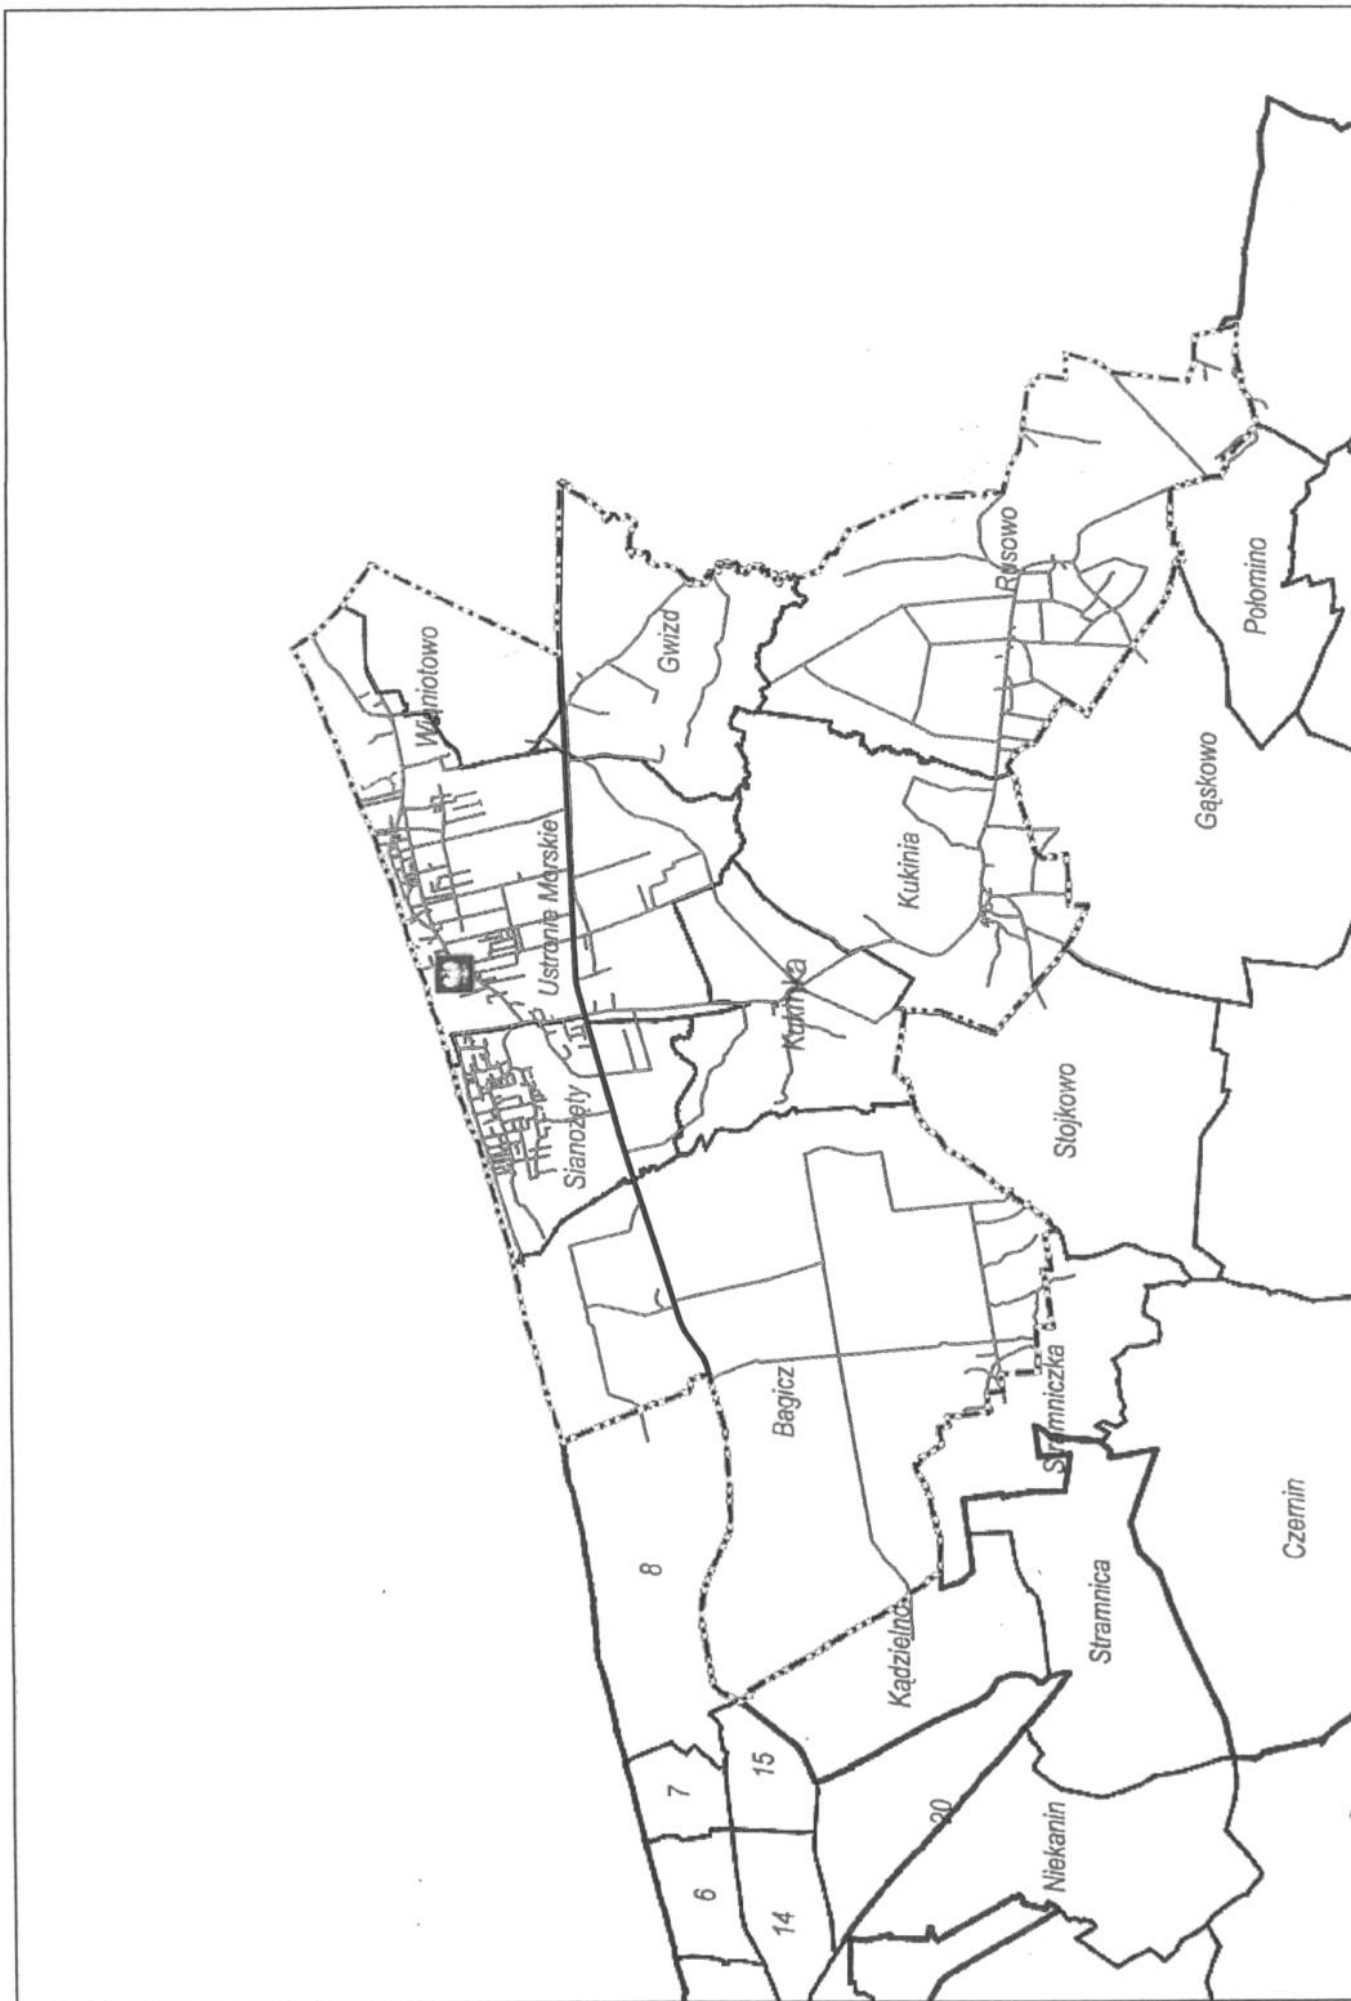 Wieniotowo
Gwizd
Rusowo
Połomino
Ustronie Morskie
Kukinia
Gąskowo
Kukinka
Sianożęty
Stojkowo
Bagicz
Stramniczka
8
Kądzielno
Stramnica
Czernin
7
15
20
Niekanin
6
14